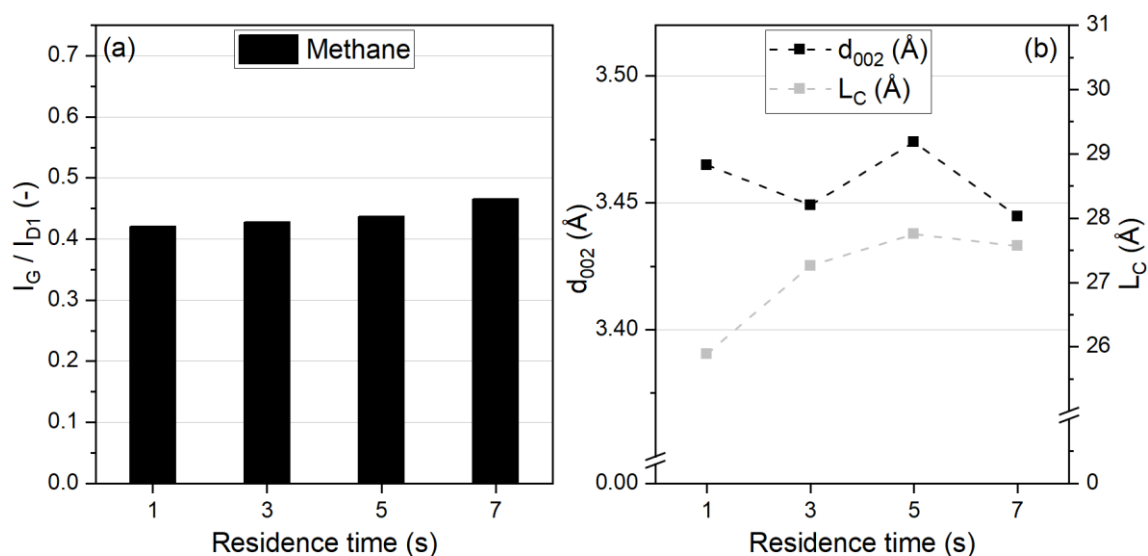 (a)
Methane
0.7
0.6
0.5
0.4
0.3
0.2
0.1
0.0
I_G / I_D1 (-)
1 3 5 7
Residence time (s)
(b)
d002 (Å)
LC (Å)
3.50
3.45
3.40
0.00
d002 (Å)
31
30
29
28
27
26
0
LC (Å)
1 3 5 7
Residence time (s)